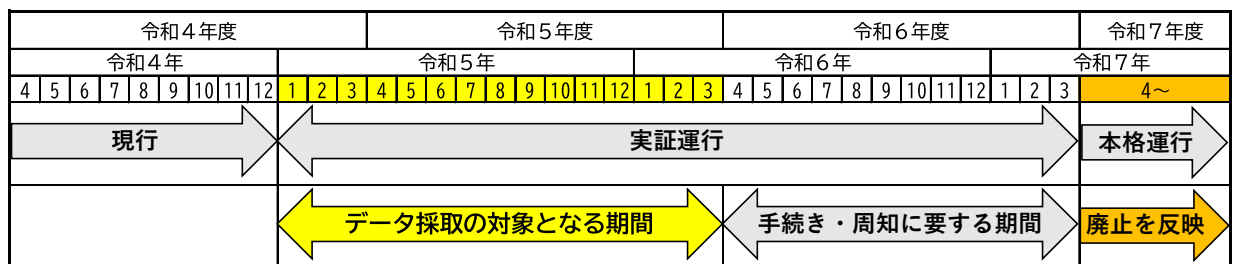 令和４年度 令和５年度 令和６年度 令和７年度
令和４年 令和５年 令和６年 令和７年
4 5 6 7 8 9 10 11 12 1 2 3 4 5 6 7 8 9 10 11 12 1 2 3 4 5 6 7 8 9 10 11 12 1 2 3 4～
現行 実証運行 本格運行
データ採取の対象となる期間 手続き・周知に要する期間 廃止を反映